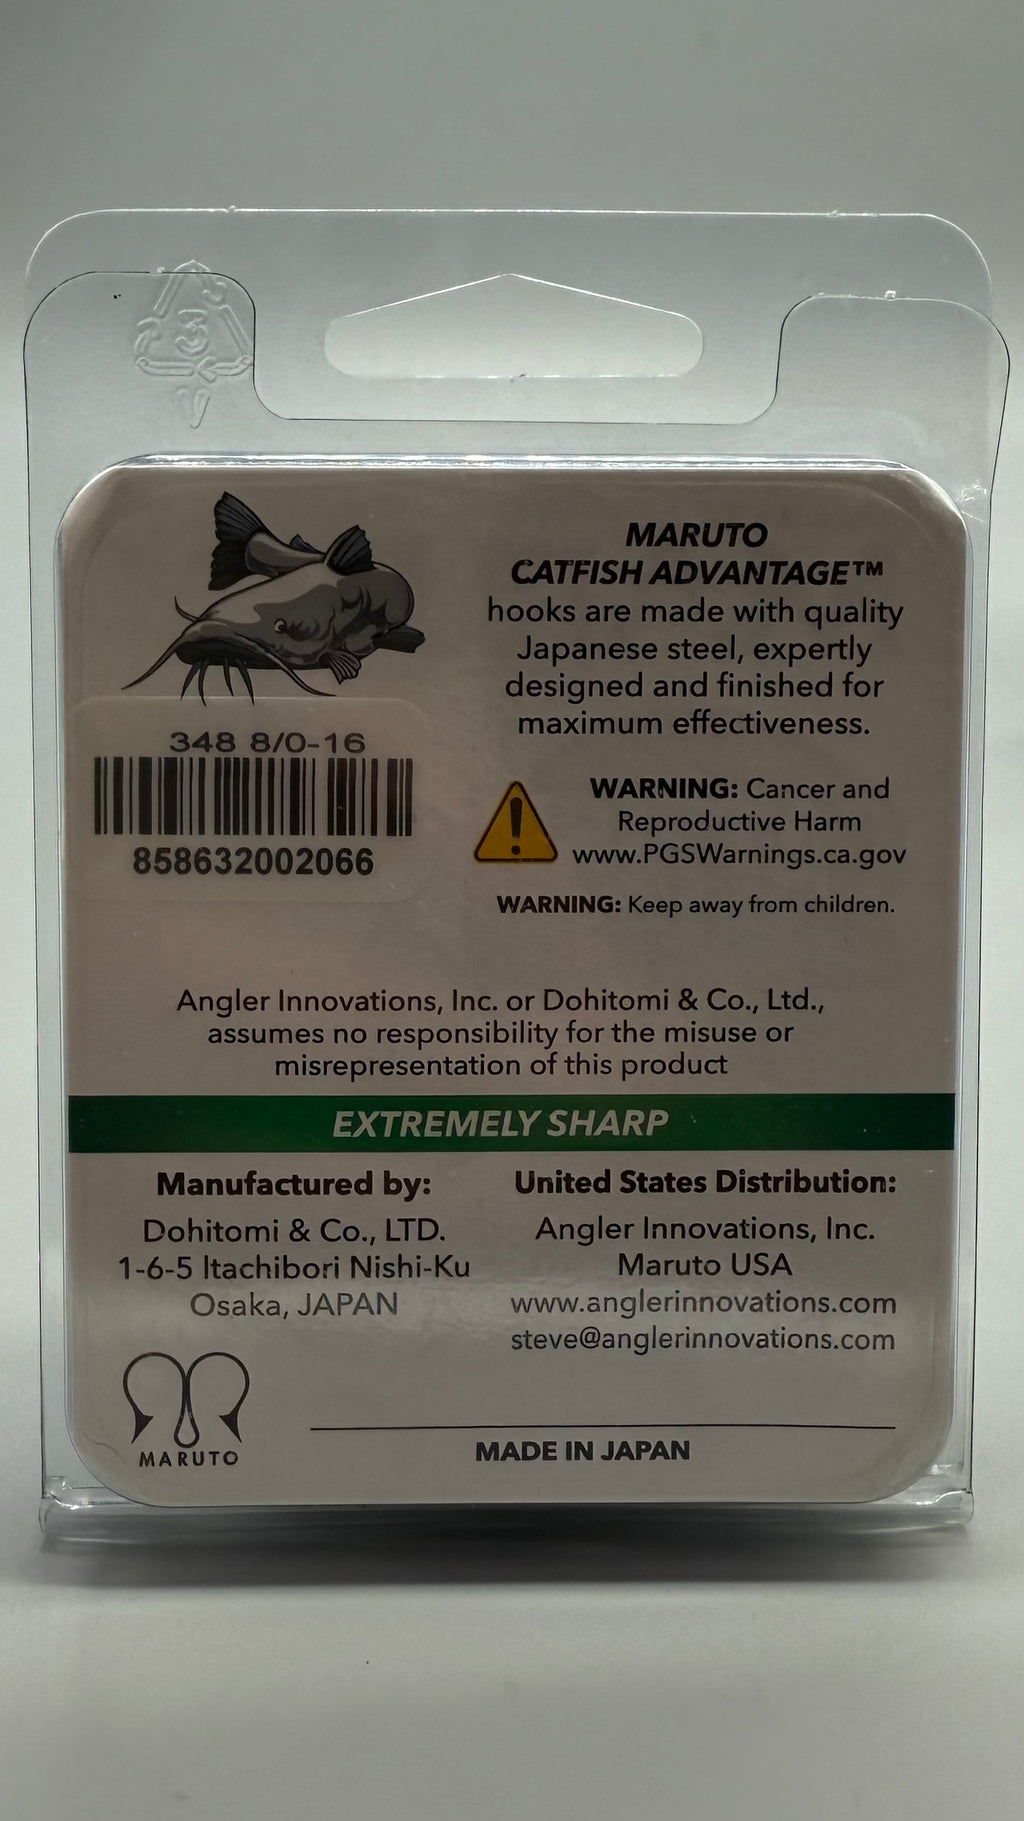 3
V
MARUTO
CATFISH ADVANTAGE™
hooks are made with quality
Japanese steel, expertly
designed and finished for
maximum effectiveness.
348 8/0-16
858632002066
WARNING: Cancer and
Reproductive Harm
www.PGSWarnings.ca.gov
WARNING: Keep away from children.
Angler Innovations, Inc. or Dohitomi & Co., Ltd.,
assumes no responsibility for the misuse or
misrepresentation of this product
EXTREMELY SHARP
Manufactured by:
Dohitomi & Co., LTD.
1-6-5 Itachibori Nishi-Ku
Osaka, JAPAN
United States Distribution:
Angler Innovations, Inc.
Maruto USA
www.anglerinnovations.com
steve@anglerinnovations.com
MARUTO
MADE IN JAPAN